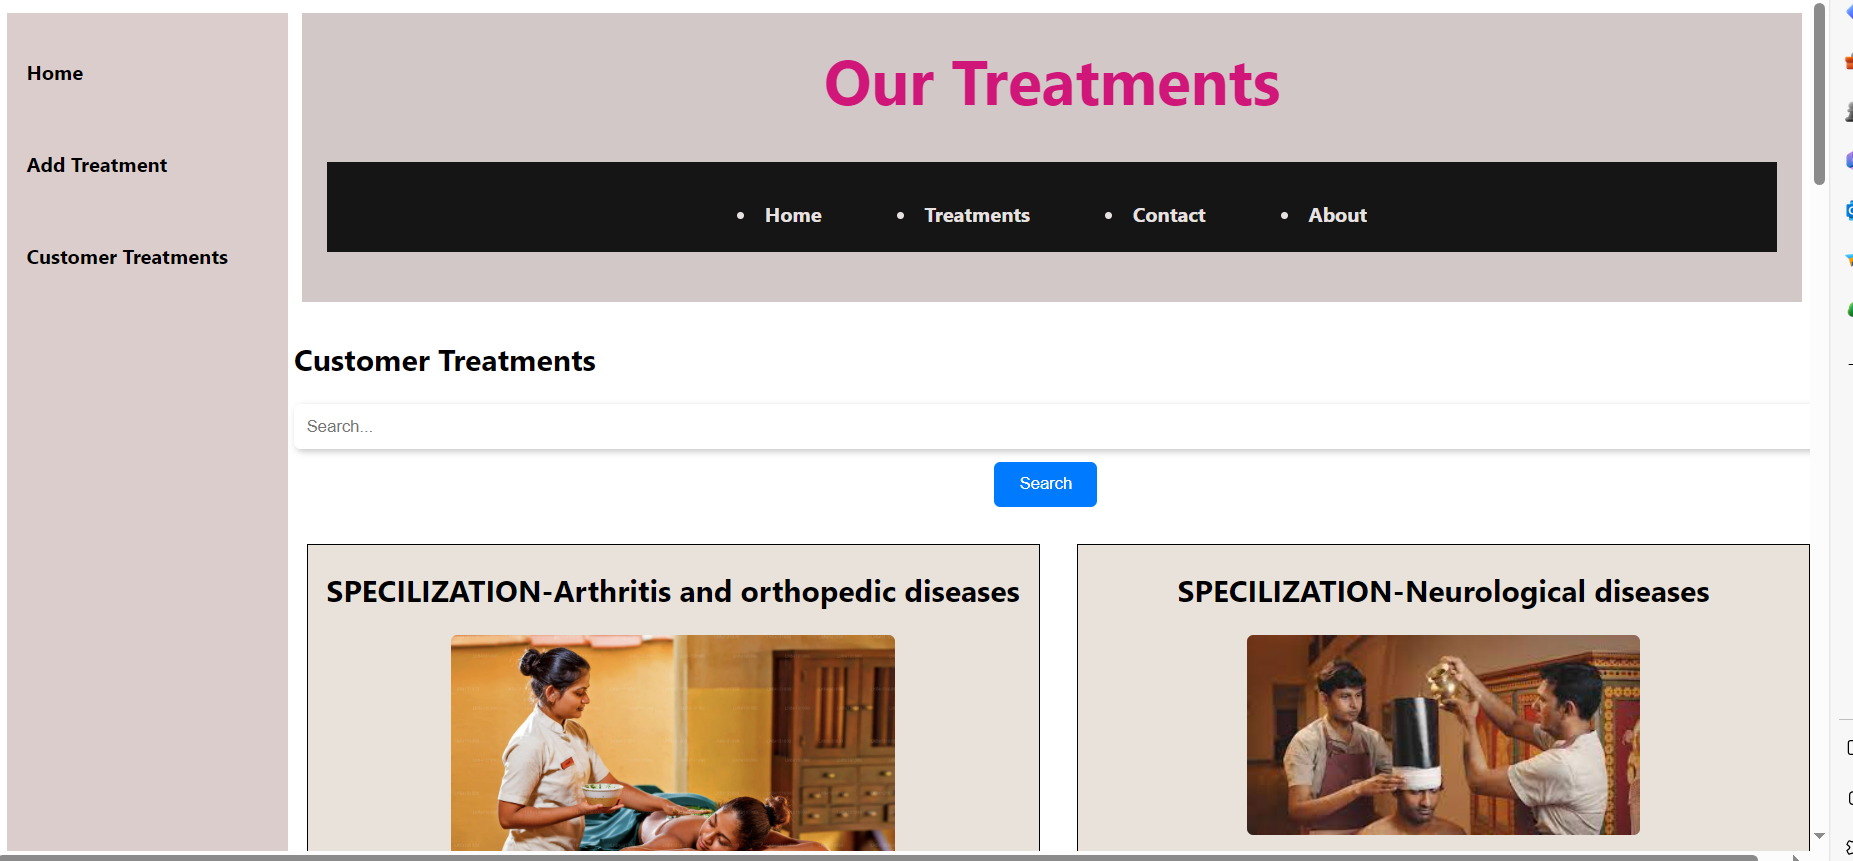 Home
Add Treatment
Customer Treatments
Our Treatments
Home
Treatments
Contact
About
Customer Treatments
Search...
Search
SPECILIZATION-Arthritis and orthopedic diseases
SPECILIZATION-Neurological diseases